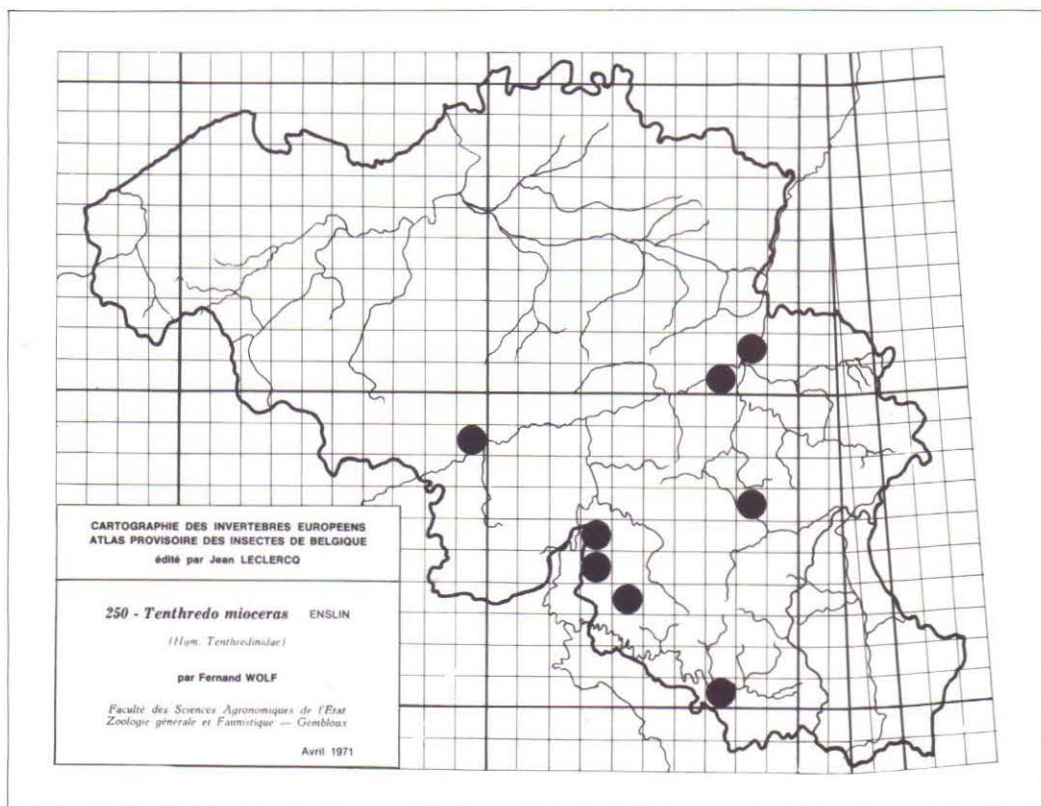 CARTOGRAPHIE DES INVERTEBRES EUROPEENS
ATLAS PROVISOIRE DES INSECTES DE BELGIQUE
édité par Jean LECLERCQ
250 - Tenthredo mioceras ENSLIN
(Hym. Tenthredinidae)
par Fernand WOLF
Faculté des Sciences Agronomiques de l'Etat
Zoologie générale et Faunistique — Gembloux
Avril 1971